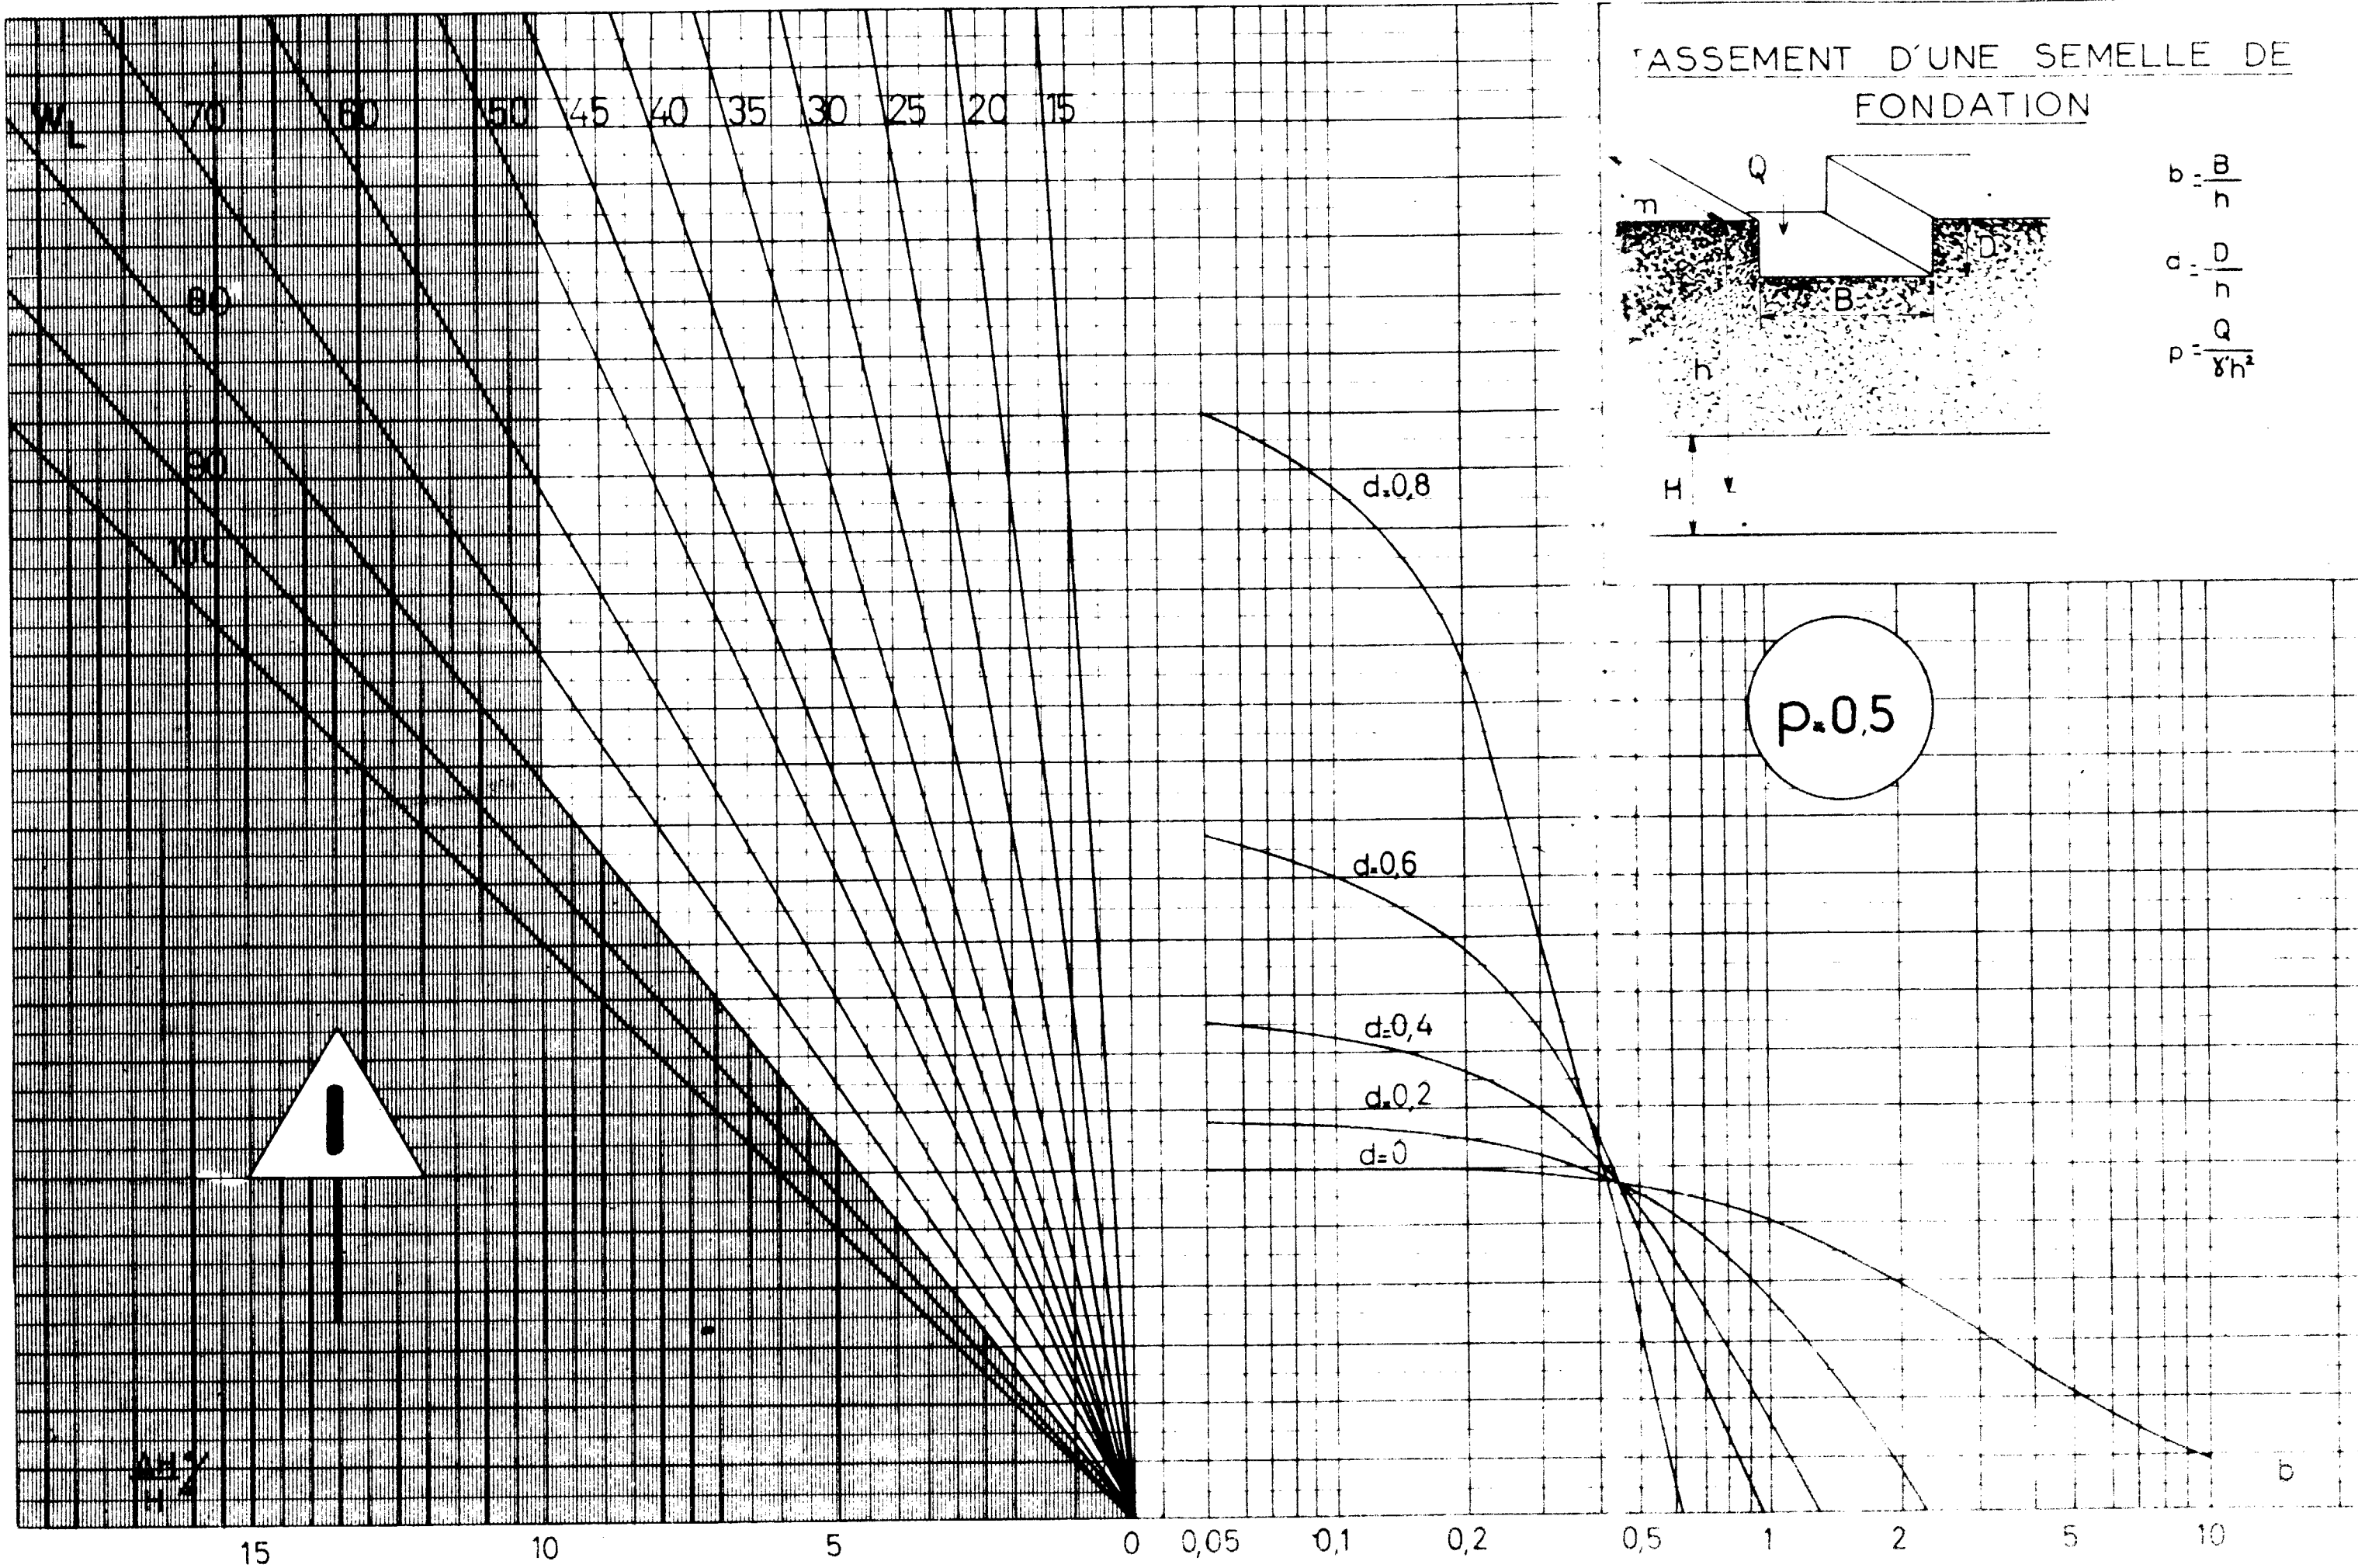 TASSEMENT D'UNE SEMELLE DE
FONDATION
W L 70 60 50 45 40 35 30 25 20 15
80
90
100
Q
m
D
B
h
H
b = B/h
d = D/h
p = Q/γ'h²
p=0,5
d=0,8
d=0,6
d=0,4
d=0,2
d=0
ΔH/H %
b
15 10 5 0 0,05 0,1 0,2 0,5 1 2 5 10